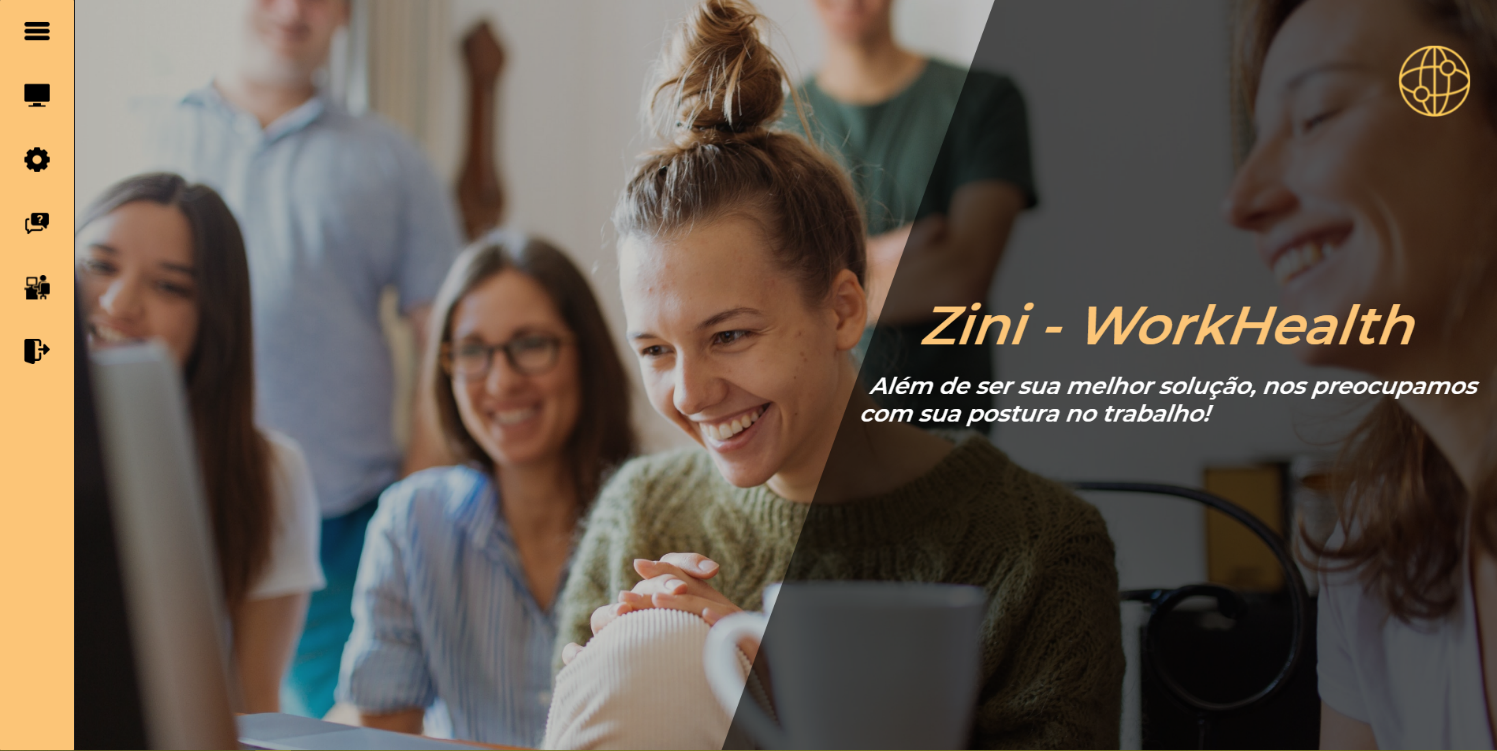 Zini - WorkHealth
Além de ser sua melhor solução, nos preocupamos
com sua postura no trabalho!